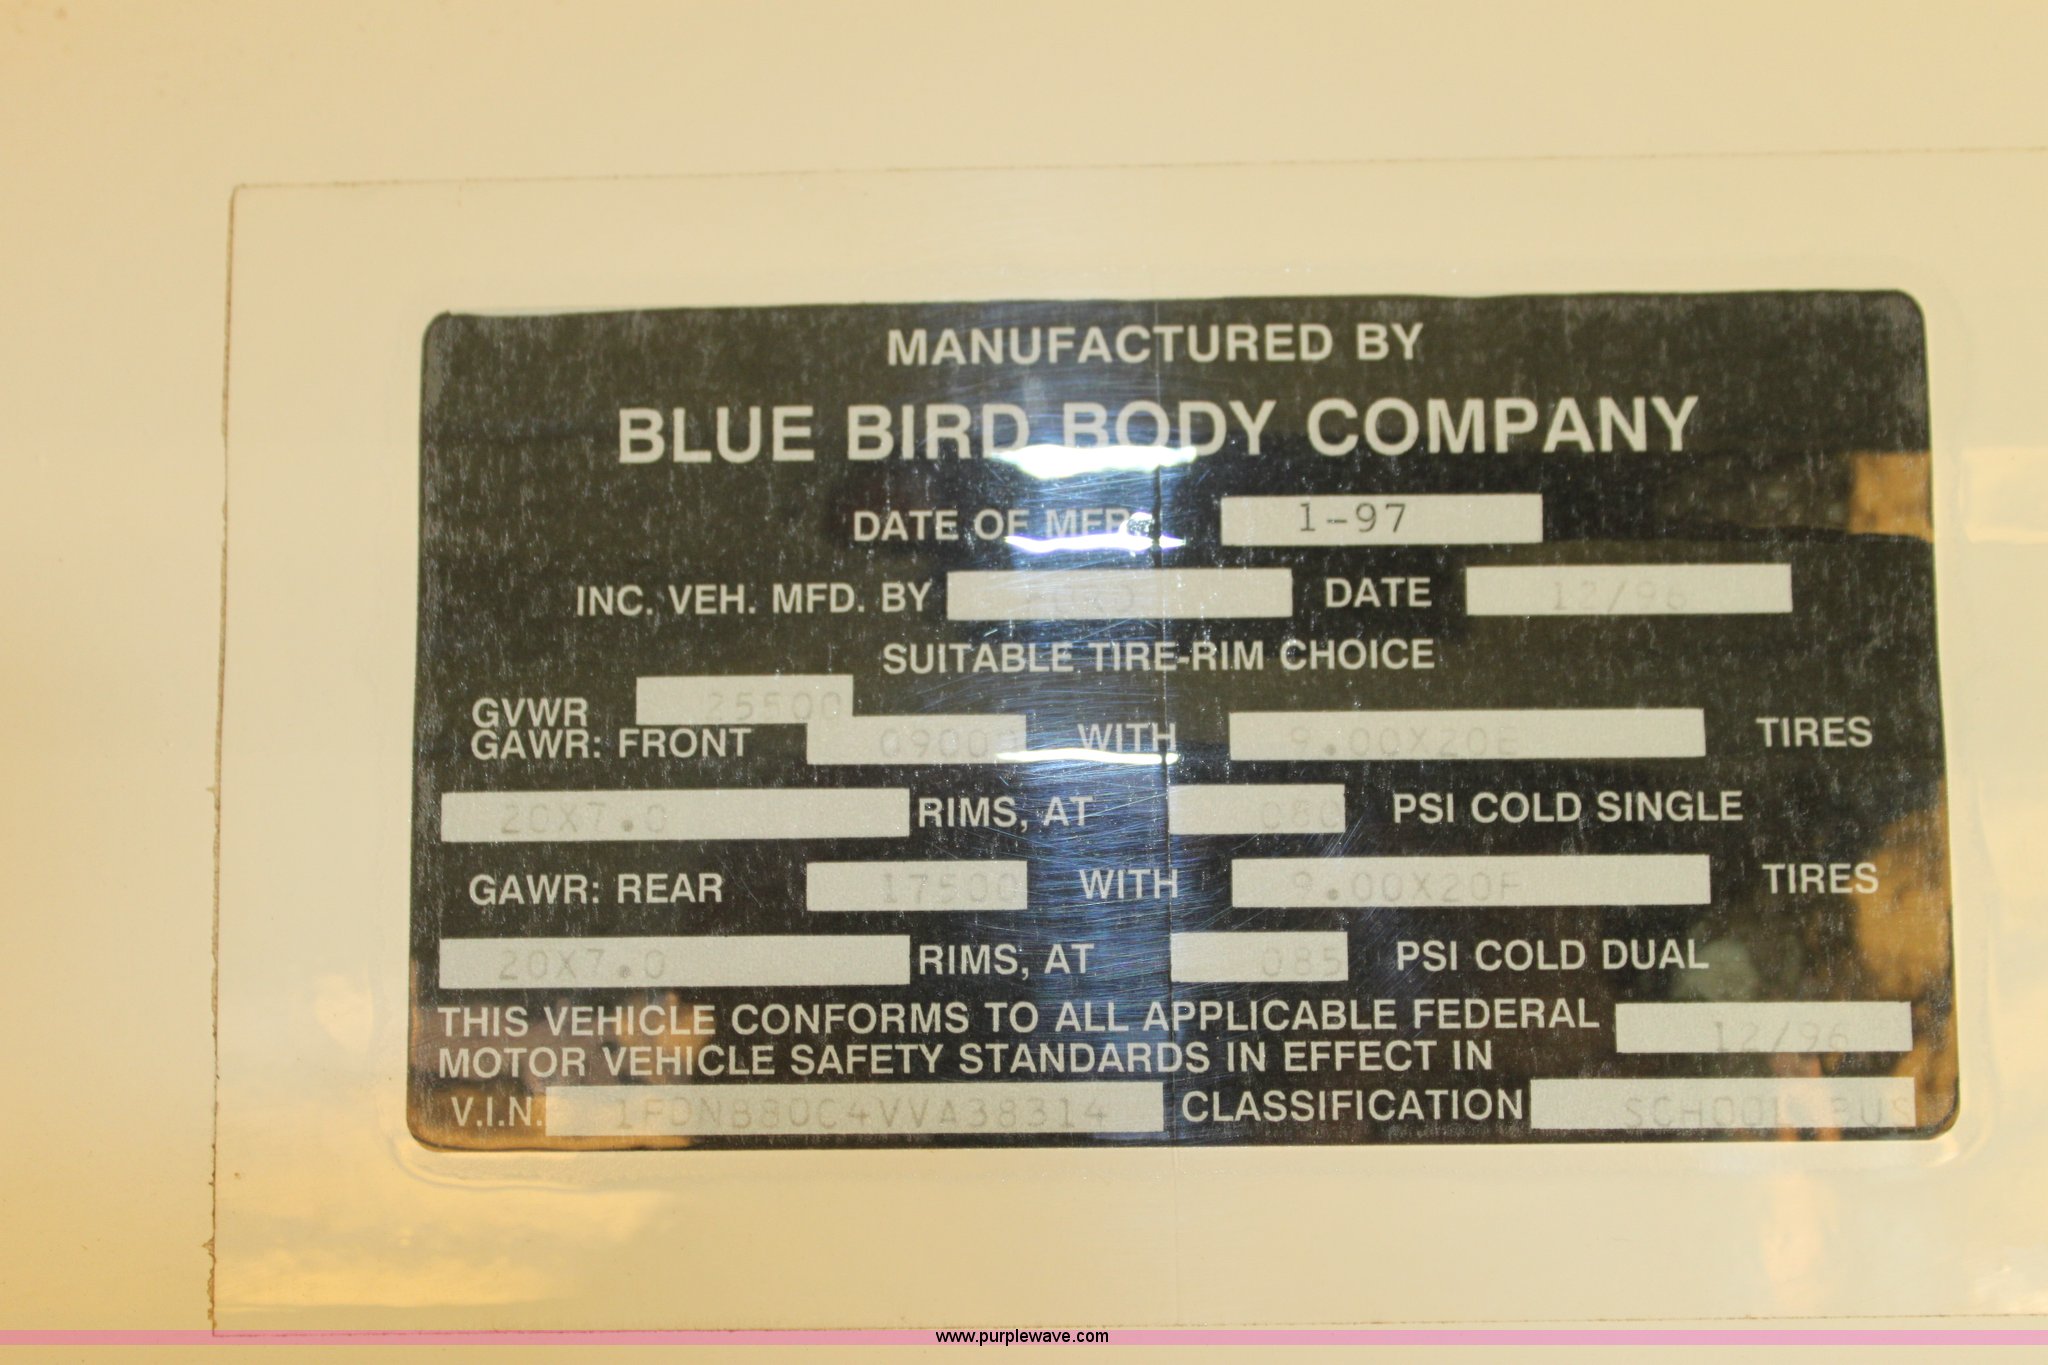 MANUFACTURED BY
BLUE BIRD BODY COMPANY
DATE OF MFR. 1-97
INC. VEH. MFD. BY FORD DATE 12/96
SUITABLE TIRE-RIM CHOICE
GVWR 25500
GAWR: FRONT 09000 WITH 9.00X20E TIRES
20X7.0 RIMS, AT 080 PSI COLD SINGLE
GAWR: REAR 17500 WITH 9.00X20F TIRES
20X7.0 RIMS, AT 085 PSI COLD DUAL
THIS VEHICLE CONFORMS TO ALL APPLICABLE FEDERAL
MOTOR VEHICLE SAFETY STANDARDS IN EFFECT IN 12/96
V.I.N. 1FDNB80C4VVA38314 CLASSIFICATION SCHOOL BUS
www.purplewave.com